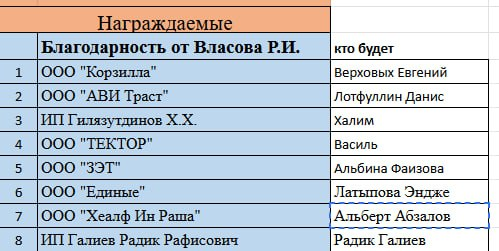 Награждаемые
Благодарность от Власова Р.И. кто будет
1 ООО "Корзилла" Верховых Евгений
2 ООО "АВИ Траст" Лотфуллин Данис
3 ИП Гилязутдинов Х.Х. Халим
4 ООО "ТЕКТОР" Василь
5 ООО "ЗЭТ" Альбина Фаизова
6 ООО "Единые" Латыпова Эндже
7 ООО "Хеалф Ин Раша" Альберт Абзалов
8 ИП Галиев Радик Рафисович Радик Галиев